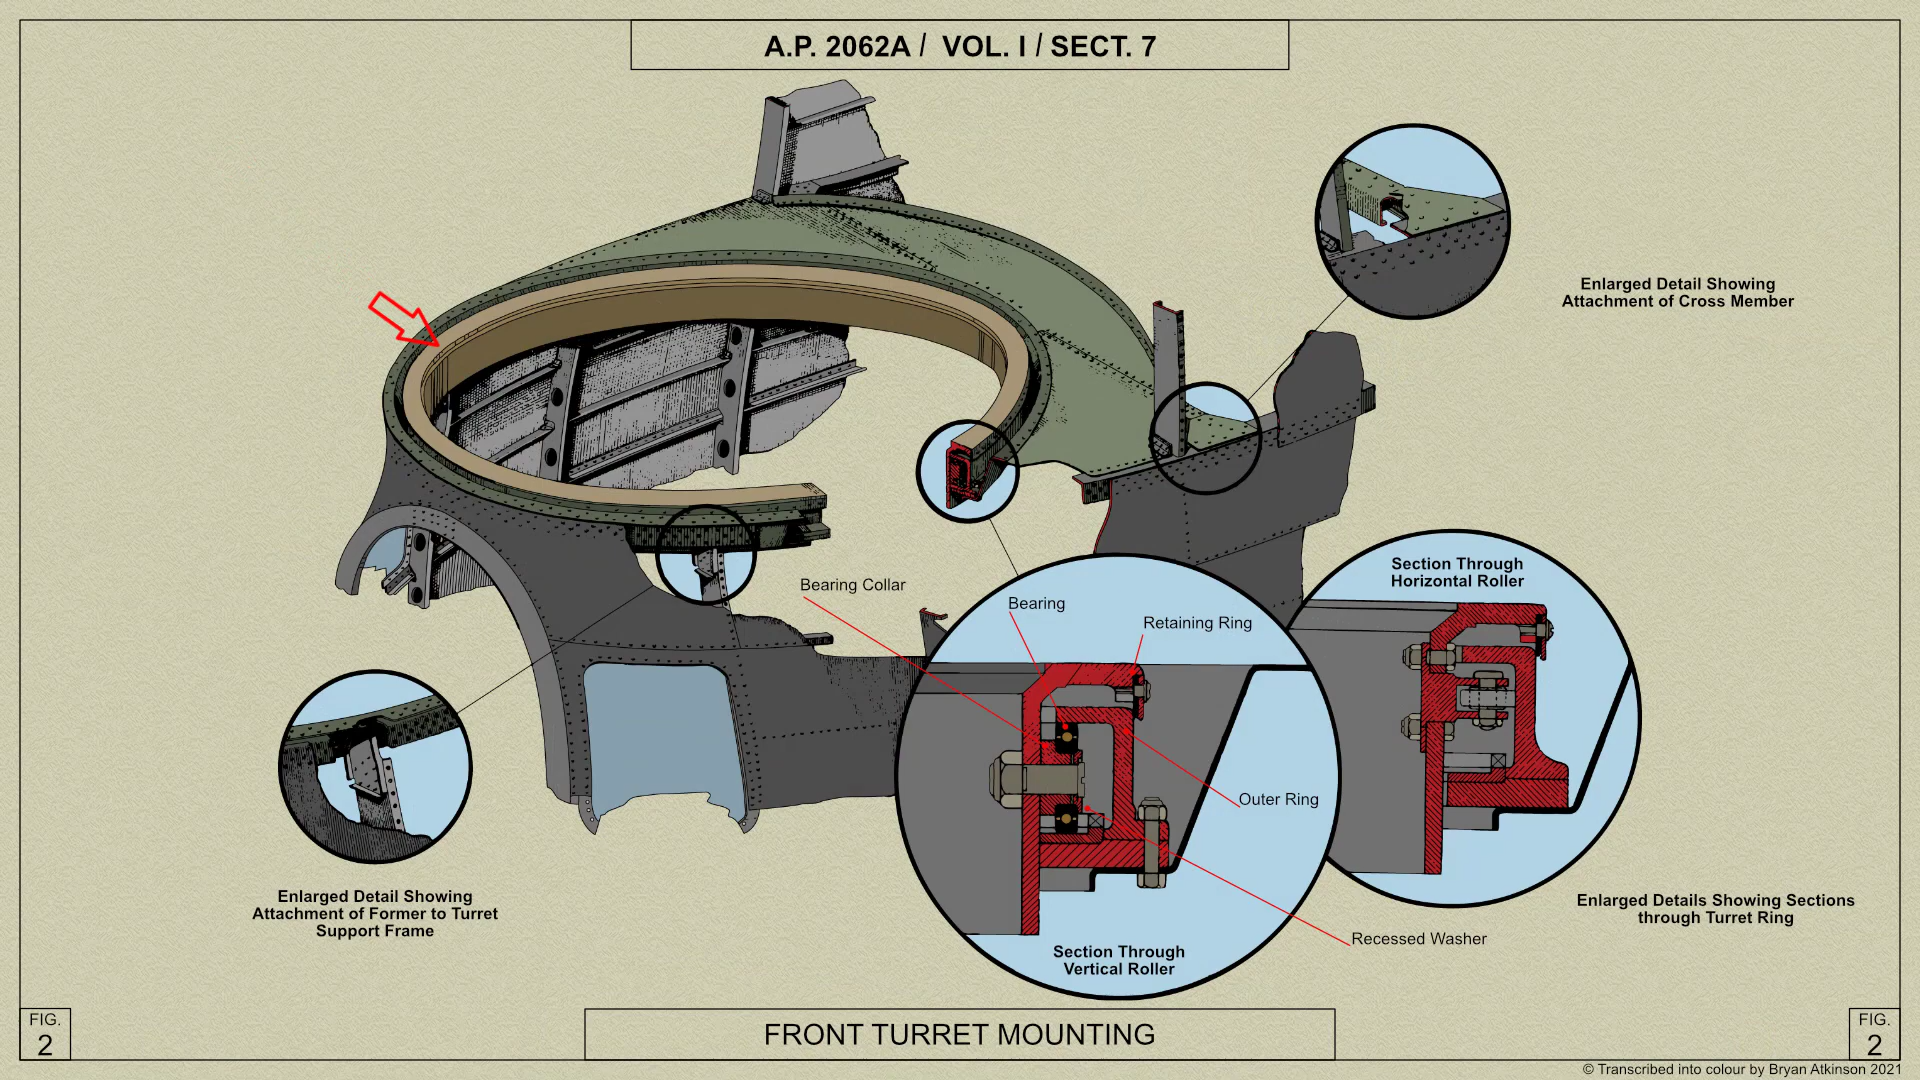 A.P. 2062A / VOL. I / SECT. 7
Enlarged Detail Showing
Attachment of Cross Member
Section Through
Horizontal Roller
Bearing Collar
Bearing
Retaining Ring
Outer Ring
Enlarged Detail Showing
Attachment of Former to Turret
Support Frame
Enlarged Details Showing Sections
through Turret Ring
Recessed Washer
Section Through
Vertical Roller
FIG.
2
FRONT TURRET MOUNTING
FIG.
2
© Transcribed into colour by Bryan Atkinson 2021